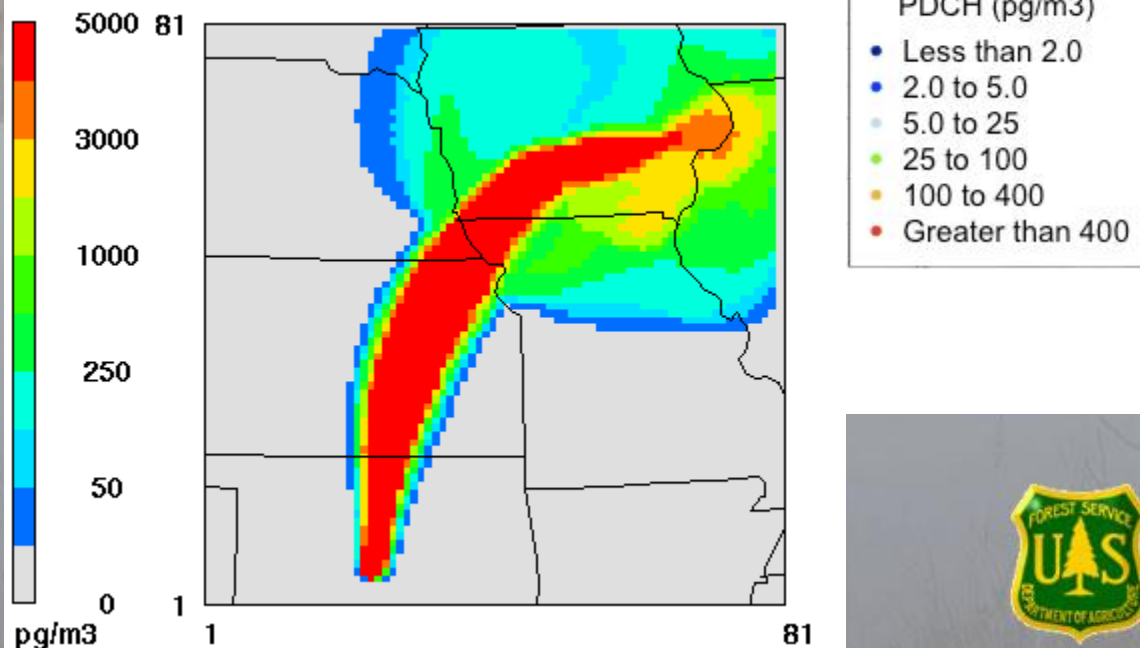 5000
3000
1000
250
50
0
pg/m3
81
1
1
81
PDCH (pg/m3)
Less than 2.0
2.0 to 5.0
5.0 to 25
25 to 100
100 to 400
Greater than 400
FOREST SERVICE
U S
DEPARTMENT OF AGRICULTURE